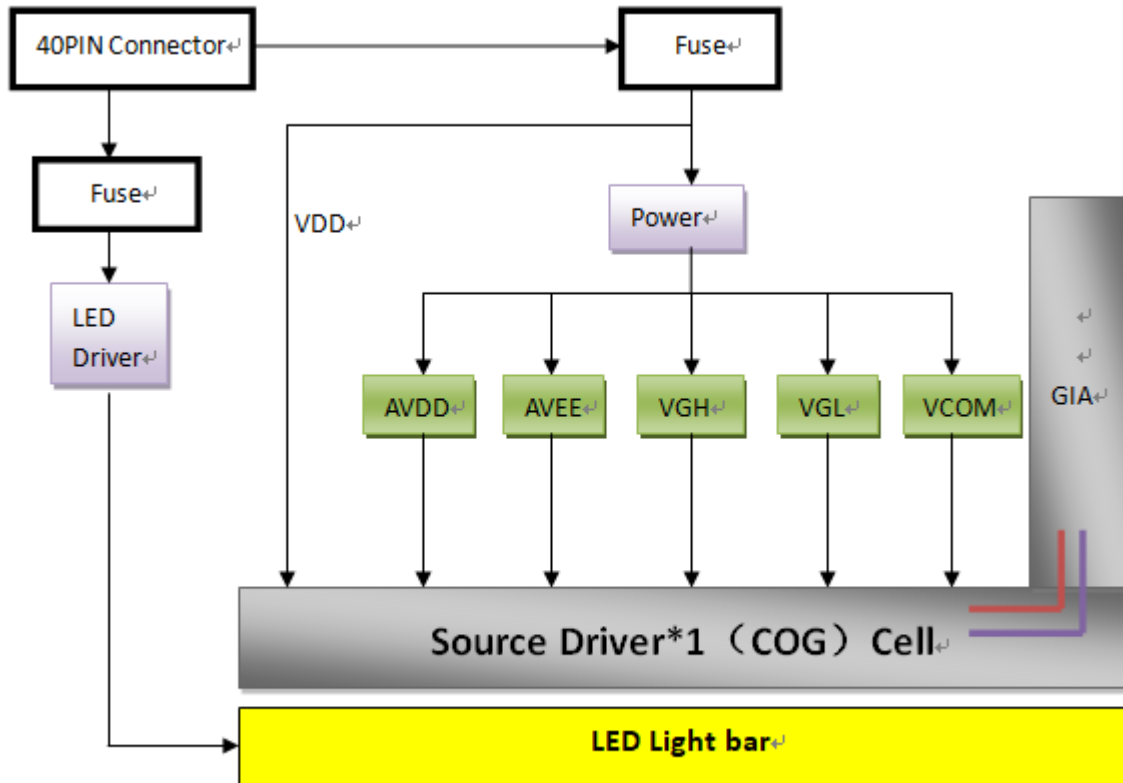 40PIN Connector↵
Fuse↵
Fuse↵
VDD↵
Power↵
LED
Driver↵
AVDD↵
AVEE↵
VGH↵
VGL↵
VCOM↵
↵
↵
GIA↵
Source Driver*1（COG）Cell↵
LED Light bar↵